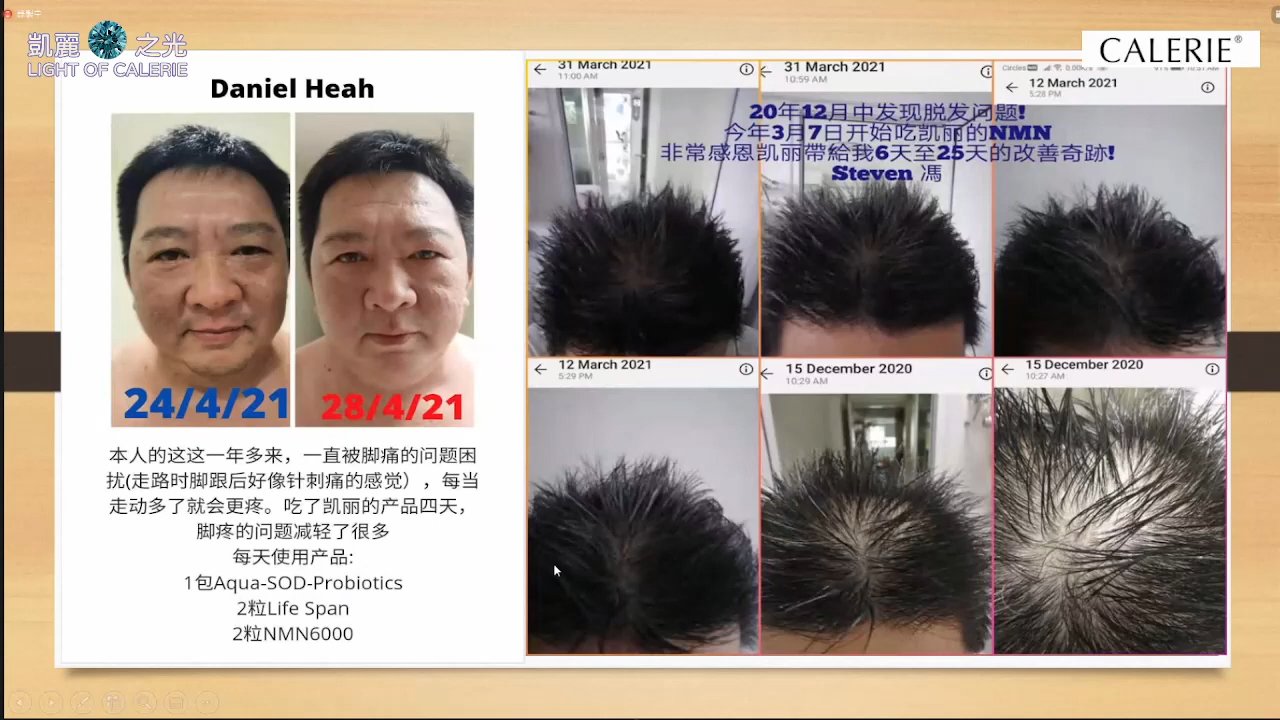 錄製中
凱麗之光
LIGHT OF CALERIE
CALERIE®
Daniel Heah
24/4/21
28/4/21
本人的这这一年多来，一直被脚痛的问题困
扰(走路时脚跟后好像针刺痛的感觉），每当
走动多了就会更疼。吃了凯丽的产品四天，
脚疼的问题减轻了很多
每天使用产品:
1包Aqua-SOD-Probiotics
2粒Life Span
2粒NMN6000
31 March 2021
11:00 AM
31 March 2021
10:59 AM
12 March 2021
5:28 PM
20年12月中发现脱发问题!
今年3月7日开始吃凯丽的NMN
非常感恩凯丽帶給我6天至25天的改善奇跡!
Steven 馮
12 March 2021
5:29 PM
15 December 2020
10:29 AM
15 December 2020
10:27 AM